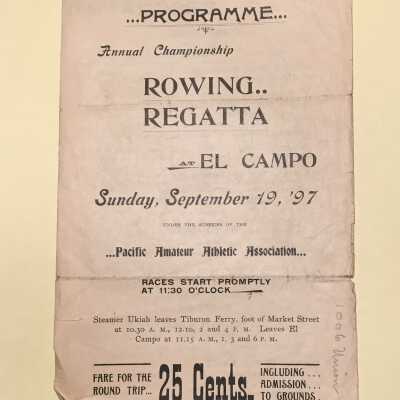 ...PROGRAMME...
Annual Championship
ROWING..
REGATTA
AT EL CAMPO
Sunday, September 19, '97
UNDER THE AUSPICES OF THE
...Pacific Amateur Athletic Association...
RACES START PROMPTLY
AT 11:30 O'CLOCK
Steamer Ukiah leaves Tiburon Ferry, foot of Market Street
at 10.30 A. M., 12.10, 2 and 4 P. M. Leaves El
Campo at 11.15 A. M., 1, 3 and 6 P. M.
FARE FOR THE
ROUND TRIP...
25 Cents.
INCLUDING...
ADMISSION...
TO GROUNDS.
1006 Union